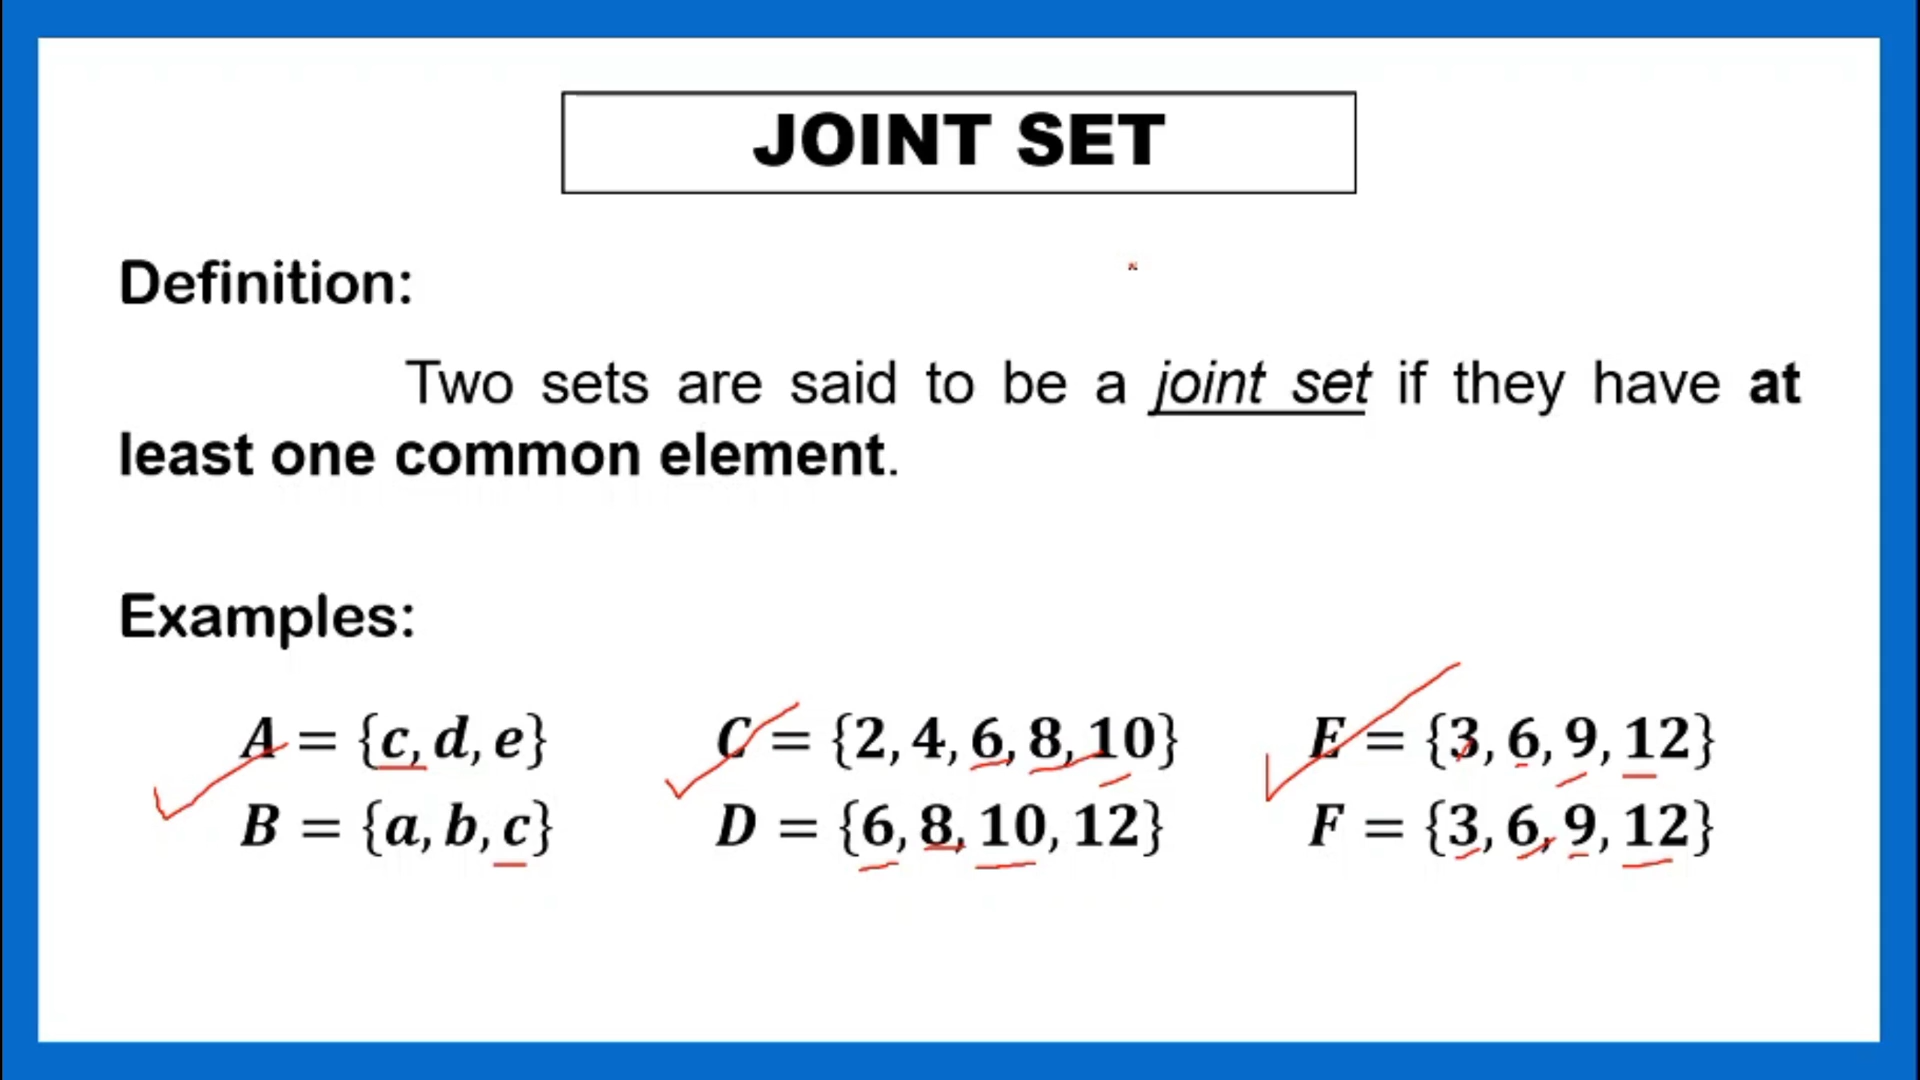 JOINT SET
Definition:
Two sets are said to be a joint set if they have at
least one common element.
Examples:
A = {c, d, e}
B = {a, b, c}
C = {2, 4, 6, 8, 10}
D = {6, 8, 10, 12}
E = {3, 6, 9, 12}
F = {3, 6, 9, 12}